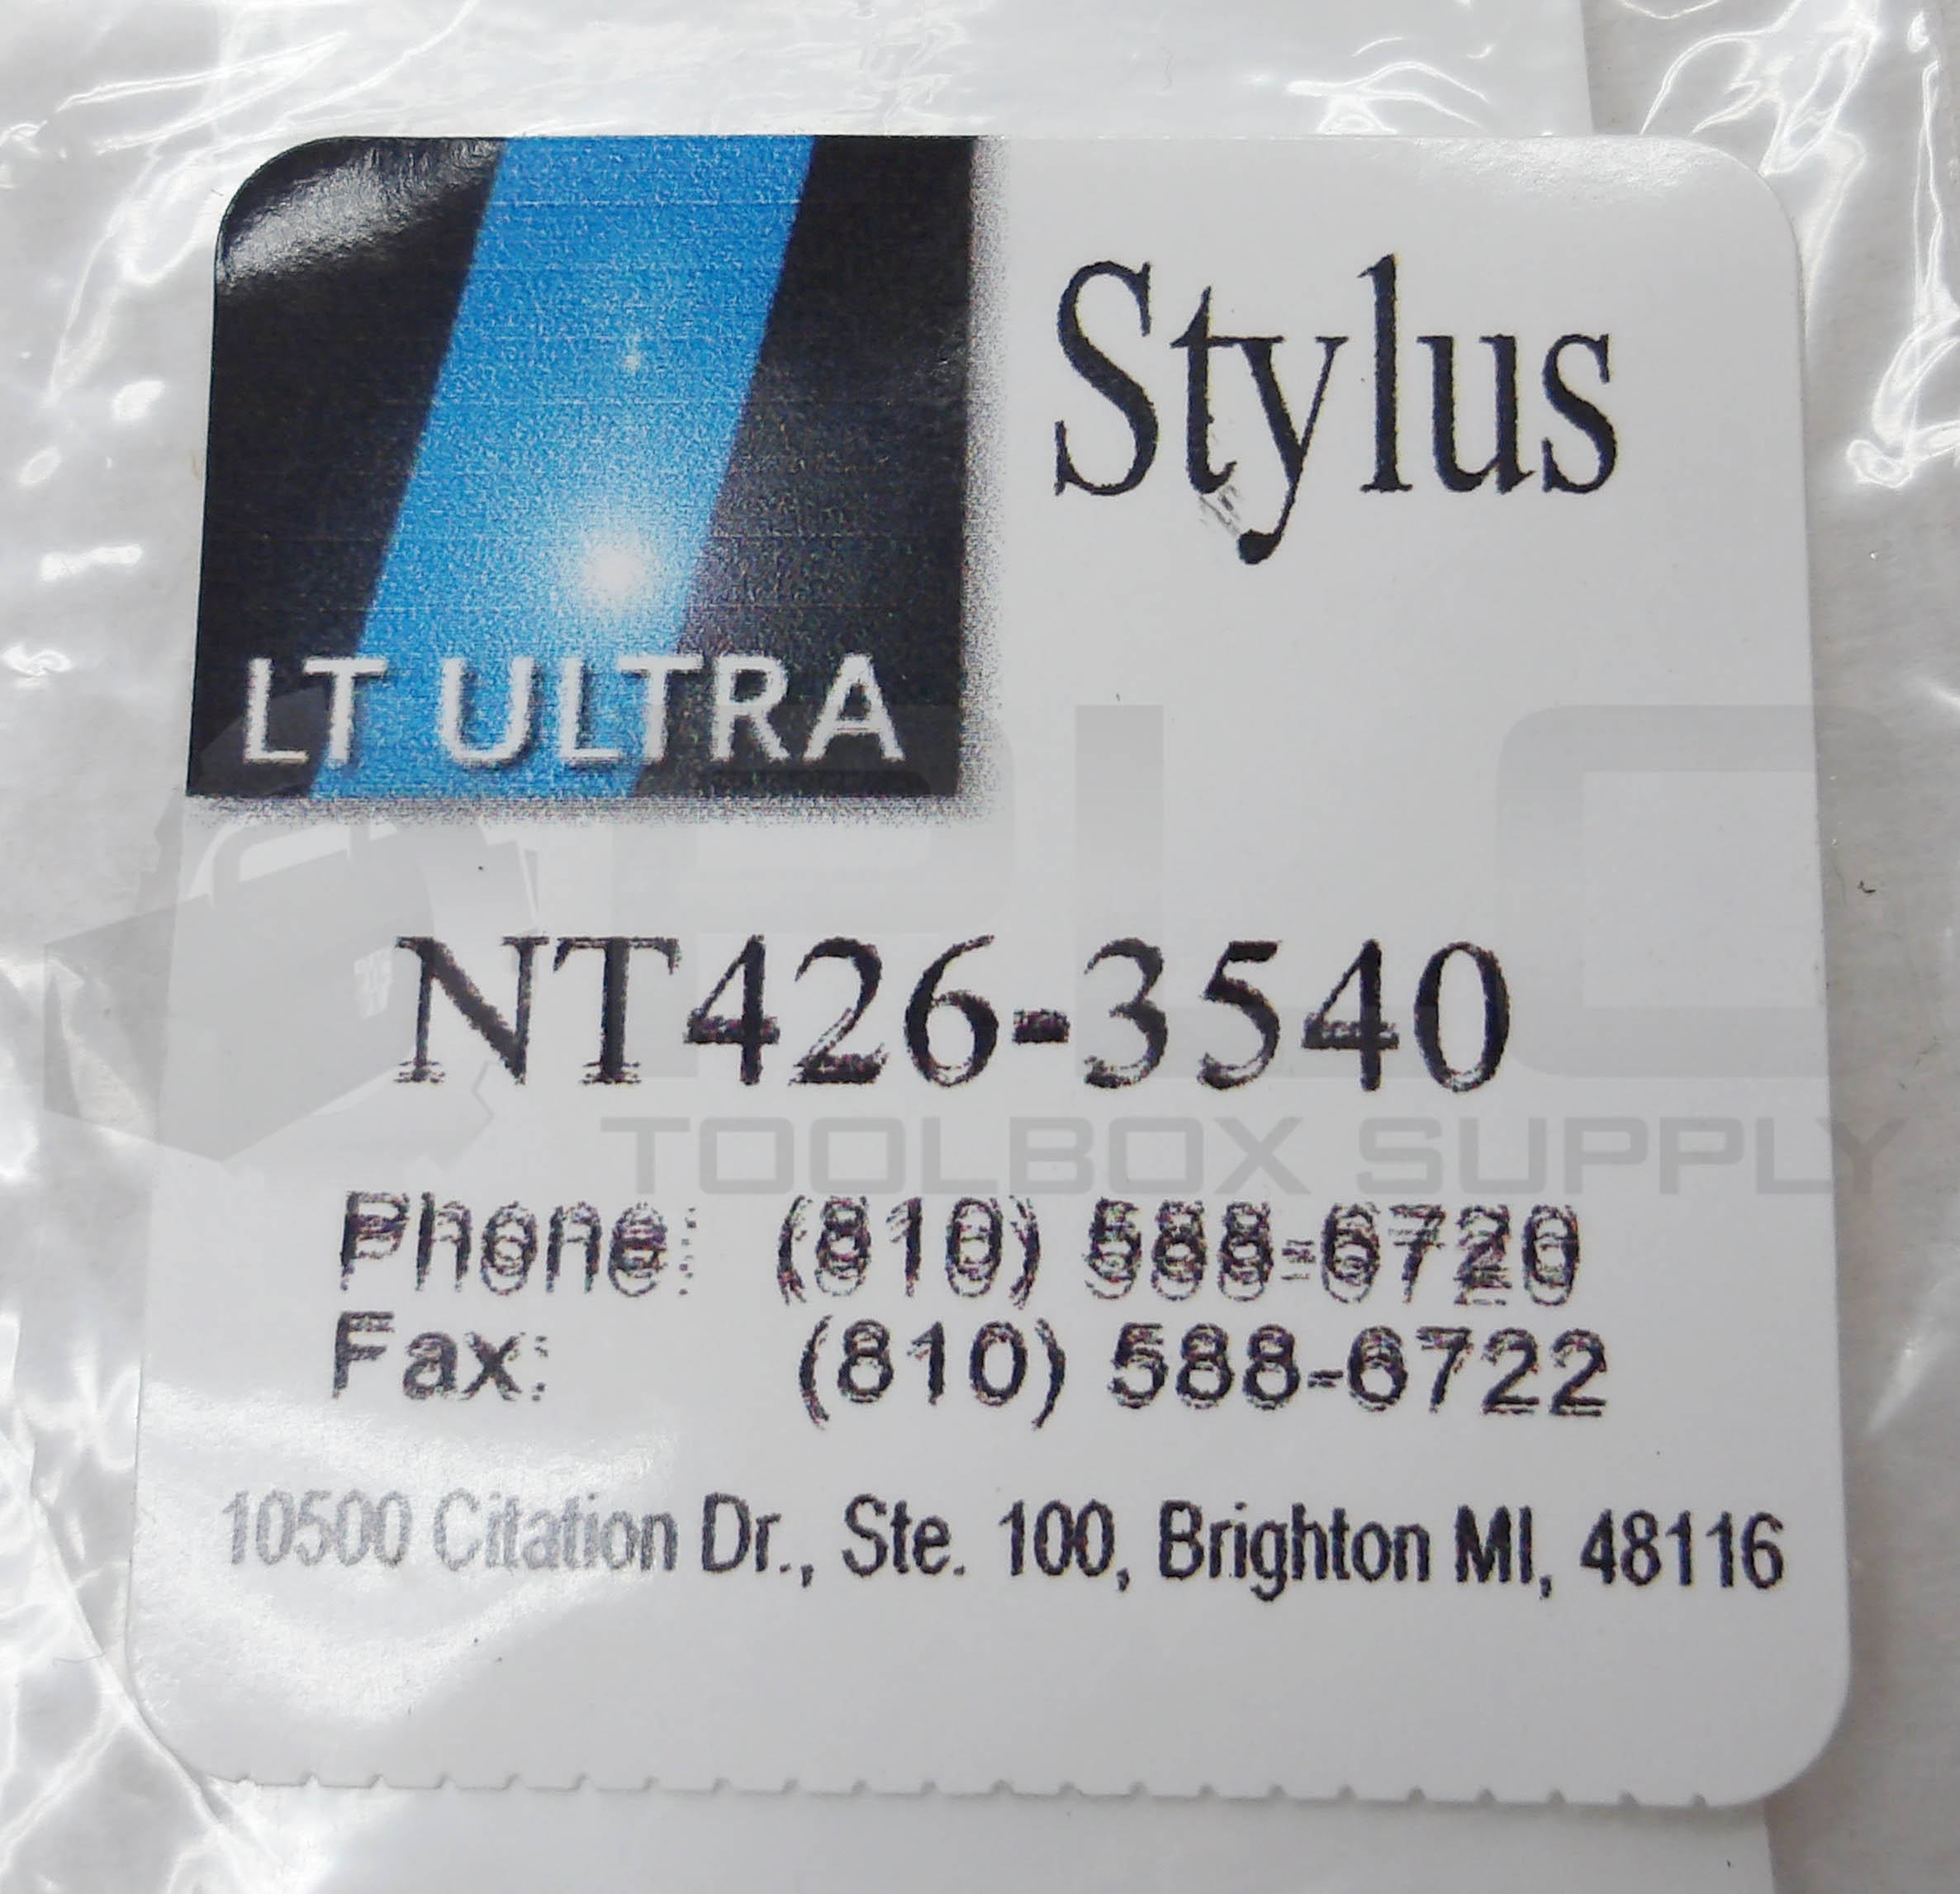 Stylus
LT ULTRA
PLC
NT426-3540
TOOLBOX SUPPLY
Phone: (810) 588-6720
Fax: (810) 588-6722
10500 Citation Dr., Ste. 100, Brighton MI, 48116